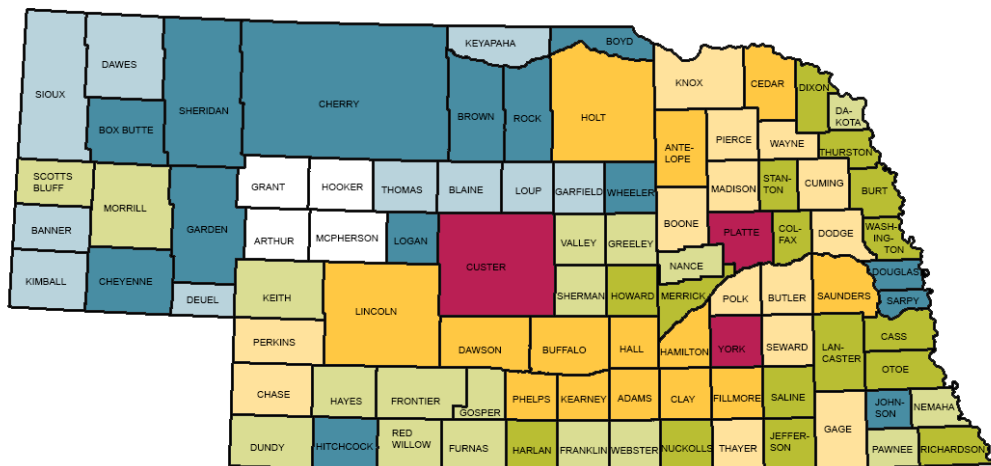 KEYAPAHA
BOYD
DAWES
SIOUX
SHERIDAN
CHERRY
BROWN
ROCK
HOLT
KNOX
CEDAR
DIXON
DA-
KOTA
BOX BUTTE
ANTE-
LOPE
PIERCE
WAYNE
THURSTON
SCOTTS
BLUFF
MORRILL
GRANT
HOOKER
THOMAS
BLAINE
LOUP
GARFIELD
WHEELER
MADISON
STAN-
TON
CUMING
BURT
BANNER
GARDEN
ARTHUR
MCPHERSON
LOGAN
CUSTER
VALLEY
GREELEY
BOONE
PLATTE
COL-
FAX
DODGE
WASH-
ING-
TON
KIMBALL
CHEYENNE
DEUEL
KEITH
LINCOLN
SHERMAN
HOWARD
NANCE
MERRICK
POLK
BUTLER
SAUNDERS
DOUGLAS
SARPY
PERKINS
DAWSON
BUFFALO
HALL
HAMILTON
YORK
SEWARD
LAN-
CASTER
CASS
OTOE
CHASE
HAYES
FRONTIER
GOSPER
PHELPS
KEARNEY
ADAMS
CLAY
FILLMORE
SALINE
GAGE
JOHN-
SON
NEMAHA
DUNDY
HITCHCOCK
RED
WILLOW
FURNAS
HARLAN
FRANKLIN
WEBSTER
NUCKOLLS
THAYER
JEFFER-
SON
PAWNEE
RICHARDSON